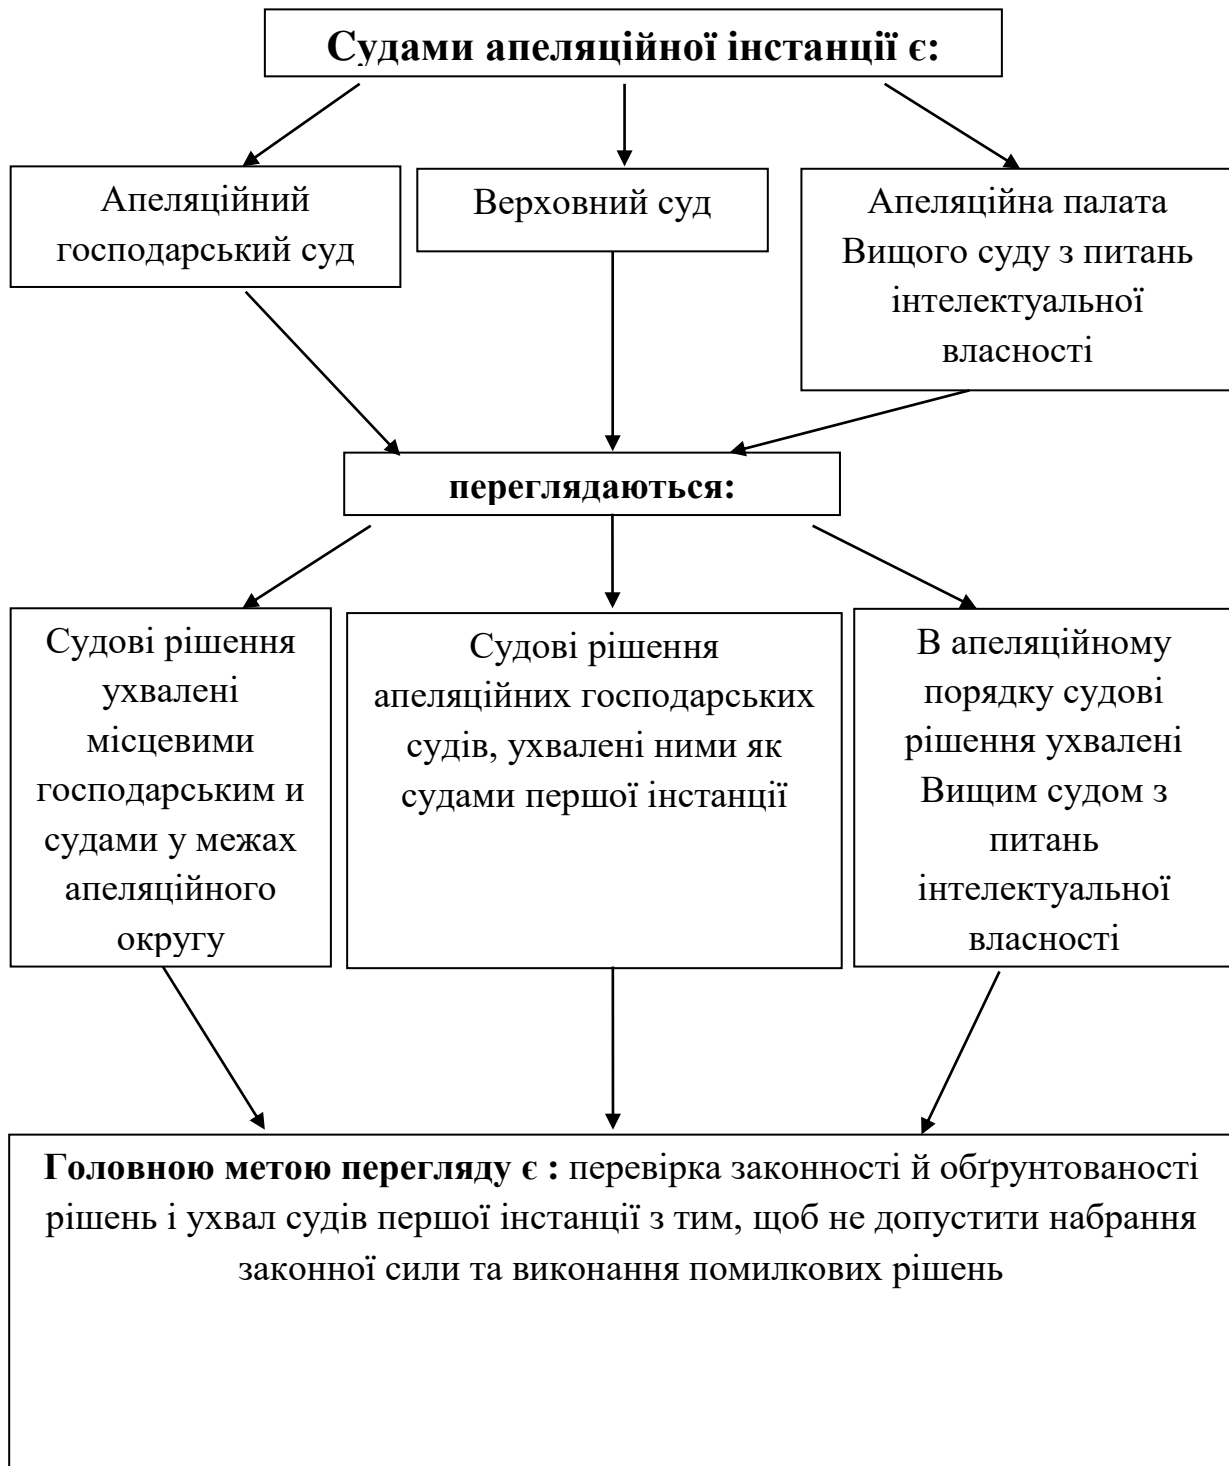 Судами апеляційної інстанції є:
Апеляційний
господарський суд
Верховний суд
Апеляційна палата
Вищого суду з питань
інтелектуальної
власності
переглядаються:
Судові рішення
ухвалені
місцевими
господарським и
судами у межах
апеляційного
округу
Судові рішення
апеляційних господарських
судів, ухвалені ними як
судами першої інстанції
В апеляційному
порядку судові
рішення ухвалені
Вищим судом з
питань
інтелектуальної
власності
Головною метою перегляду є : перевірка законності й обґрунтованості
рішень і ухвал судів першої інстанції з тим, щоб не допустити набрання
законної сили та виконання помилкових рішень